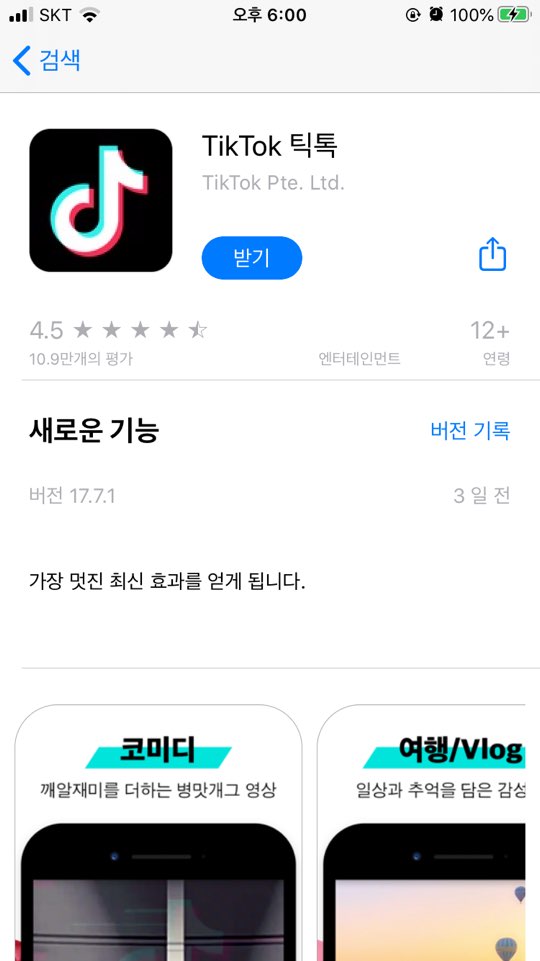 SKT 오후 6:00 100%
검색
TikTok 틱톡
TikTok Pte. Ltd.
받기
4.5 12+
10.9만개의 평가 엔터테인먼트 연령
새로운 기능 버전 기록
버전 17.7.1 3 일 전
가장 멋진 최신 효과를 얻게 됩니다.
코미디
깨알재미를 더하는 병맛개그 영상
여행/Vlog
일상과 추억을 담은 감성